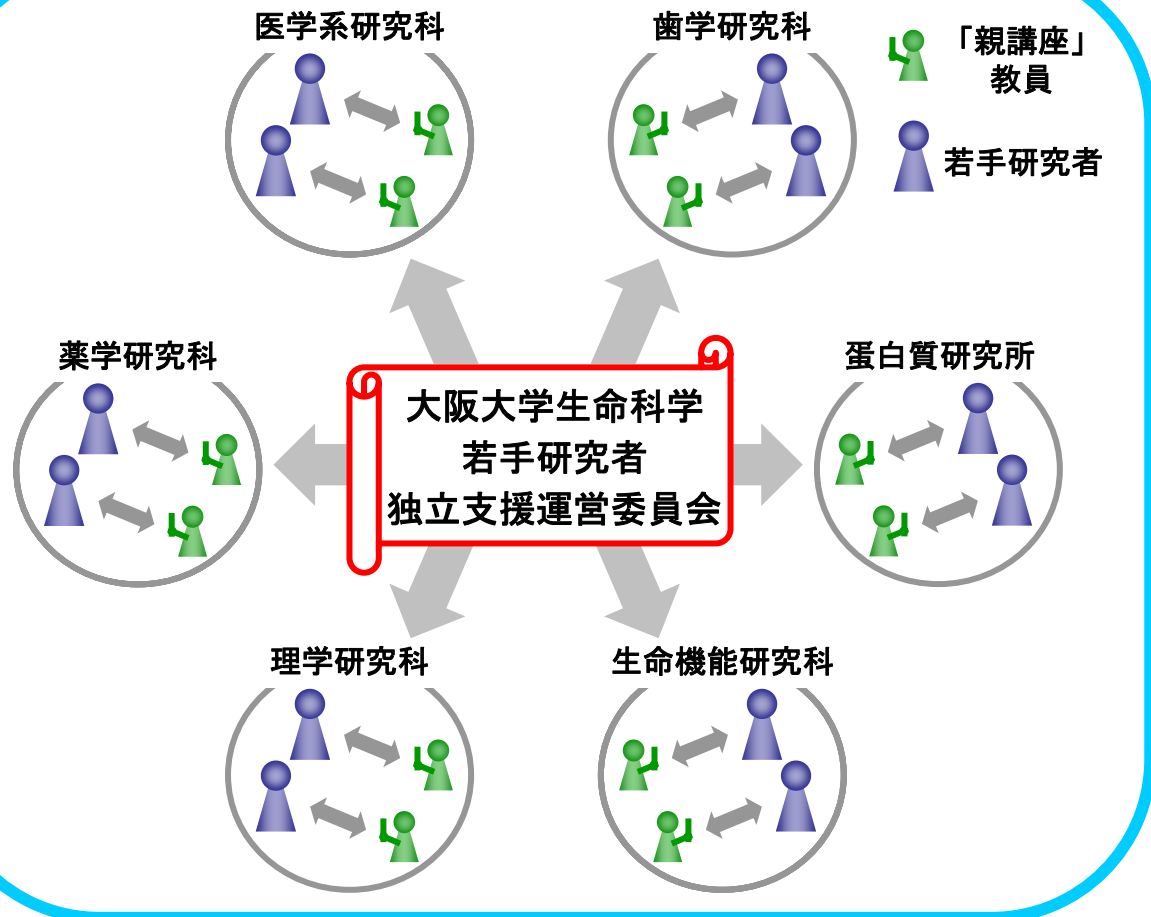 医学系研究科
歯学研究科
「親講座」
教員
若手研究者
薬学研究科
蛋白質研究所
大阪大学生命科学
若手研究者
独立支援運営委員会
理学研究科
生命機能研究科